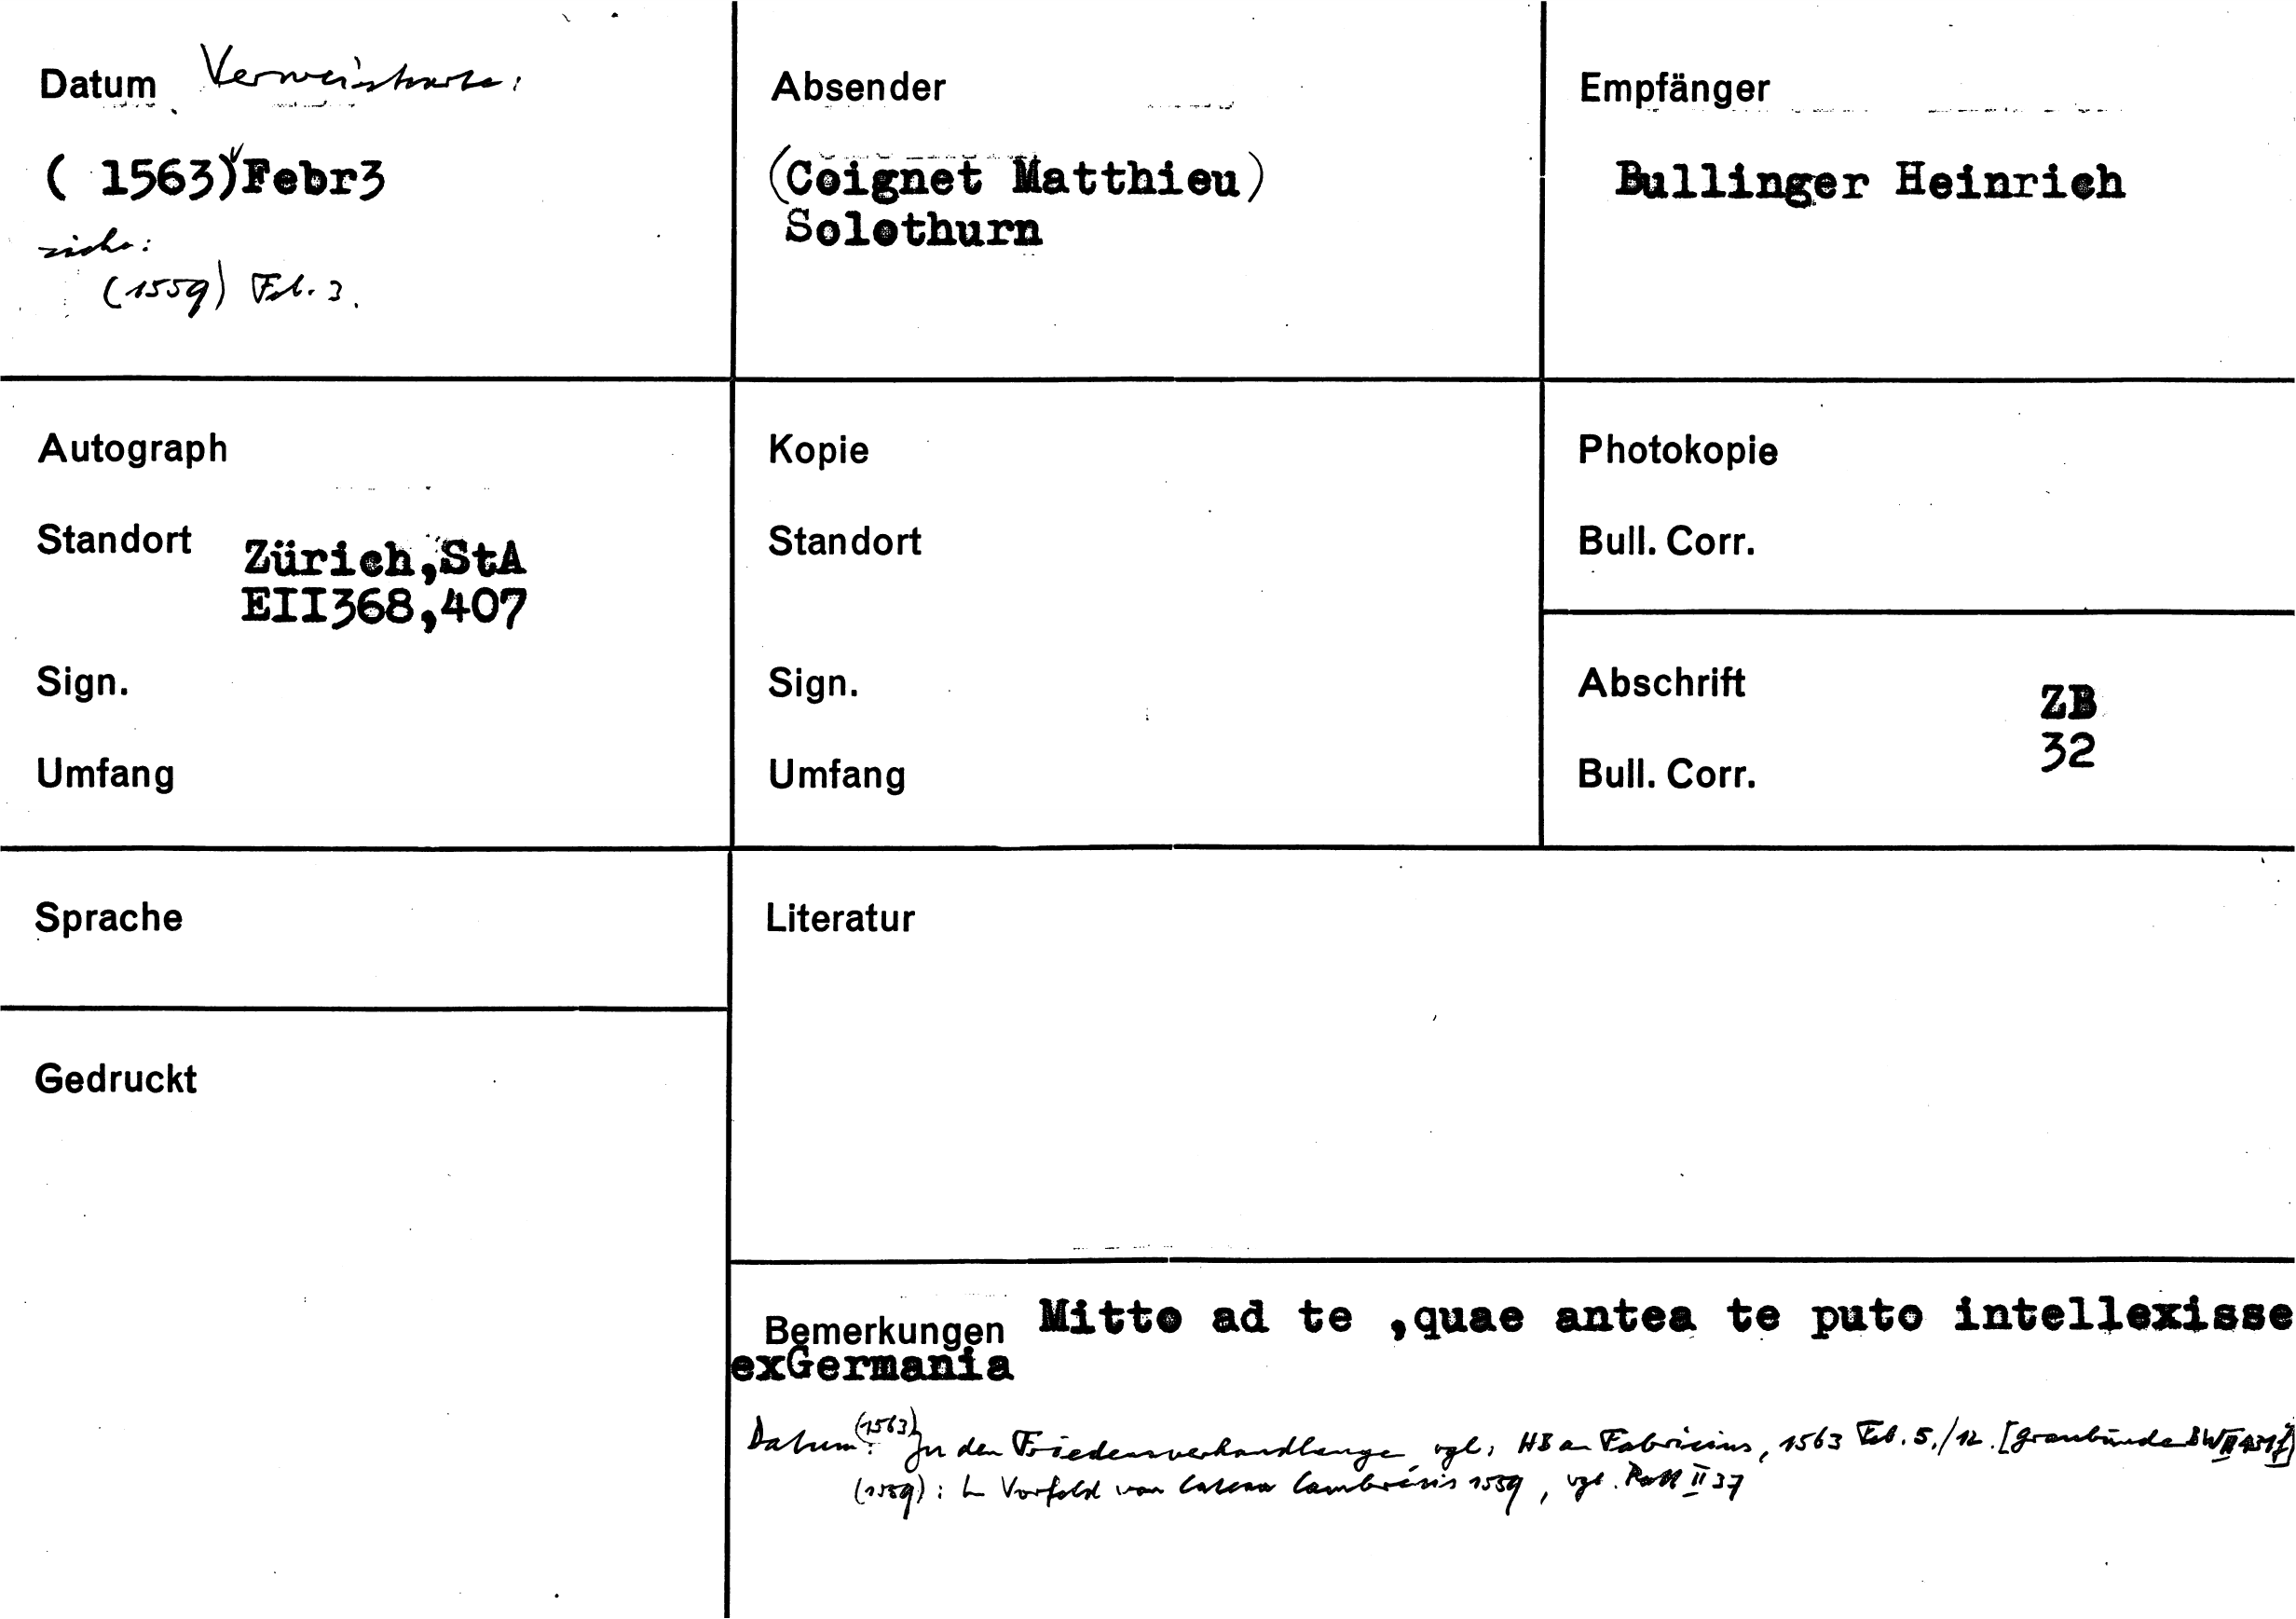 Datum Verweiskarte:
( 1563) Febr3
siehe:
(1559) Feb. 3.
Absender
(Coignet Matthieu)
Solothurn
Empfänger
Bullinger Heinrich
Autograph
Standort Zürich,StA
EII368,407
Sign.
Umfang
Kopie
Standort
Sign.
Umfang
Photokopie
Bull. Corr.
Abschrift ZB
32
Bull. Corr.
Sprache
Gedruckt
Literatur
Bemerkungen Mitto ad te ,quae antea te puto intellexisse
exGermania
Datum: (1563) Zu den Friedensverhandlungen vgl. HB an Fabricius, 1563 Feb. 5./12. [Graubünden BW II
(1559): Im Vorfeld von Cateau Cambrésis 1559, vgl. Rott II 37